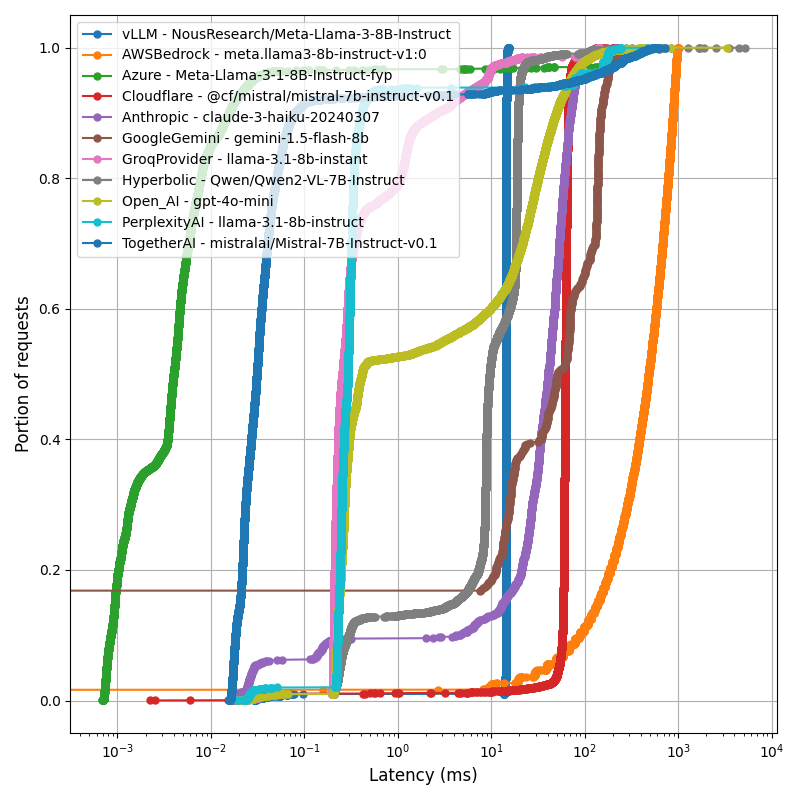 vLLM - NousResearch/Meta-Llama-3-8B-Instruct
AWSBedrock - meta.llama3-8b-instruct-v1:0
Azure - Meta-Llama-3-1-8B-Instruct-fyp
Cloudflare - @cf/mistral/mistral-7b-instruct-v0.1
Anthropic - claude-3-haiku-20240307
GoogleGemini - gemini-1.5-flash-8b
GroqProvider - llama-3.1-8b-instant
Hyperbolic - Qwen/Qwen2-VL-7B-Instruct
Open_AI - gpt-4o-mini
PerplexityAI - llama-3.1-8b-instruct
TogetherAI - mistralai/Mistral-7B-Instruct-v0.1
1.0
0.8
0.6
0.4
0.2
0.0
Portion of requests
10⁻³ 10⁻² 10⁻¹ 10⁰ 10¹ 10² 10³ 10⁴
Latency (ms)